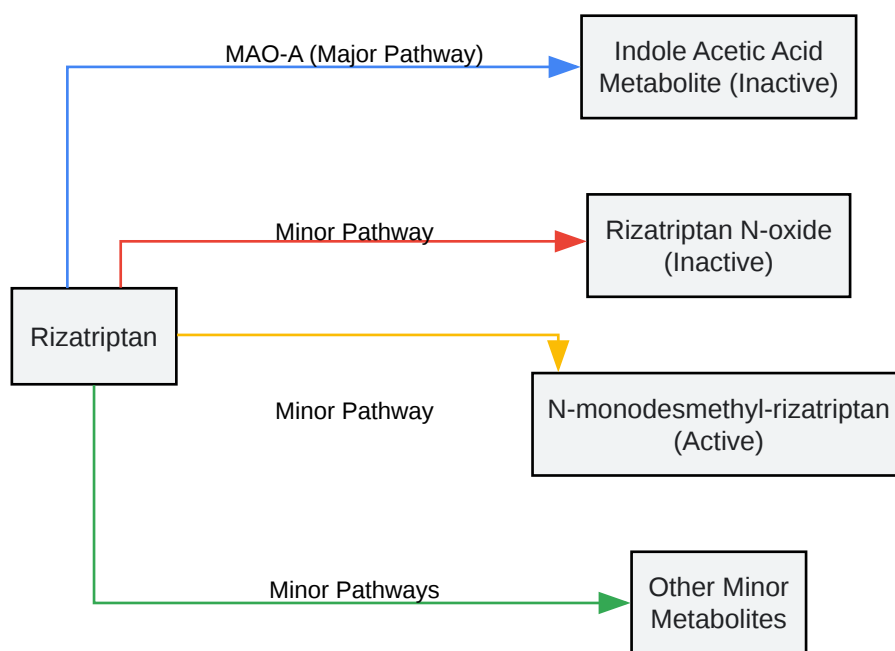 MAO-A (Major Pathway)
Indole Acetic Acid
Metabolite (Inactive)
Minor Pathway
Rizatriptan N-oxide
(Inactive)
Rizatriptan
Minor Pathway
N-monodesmethyl-rizatriptan
(Active)
Minor Pathways
Other Minor
Metabolites